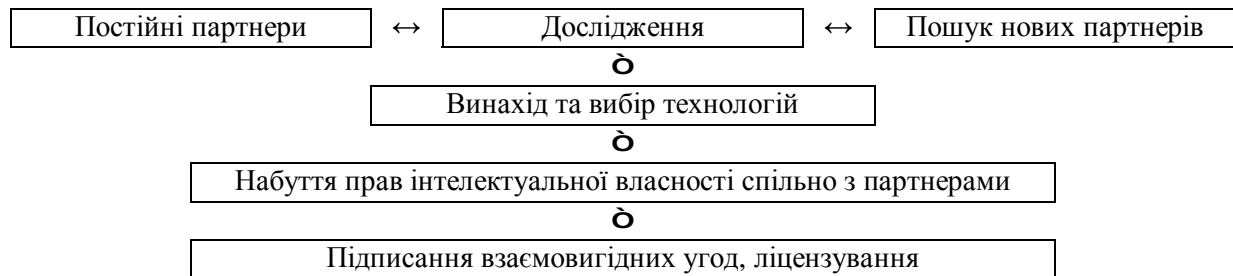 Постійні партнери ↔ Дослідження ↔ Пошук нових партнерів
Ò
Винахід та вибір технологій
Ò
Набуття прав інтелектуальної власності спільно з партнерами
Ò
Підписання взаємовигідних угод, ліцензування